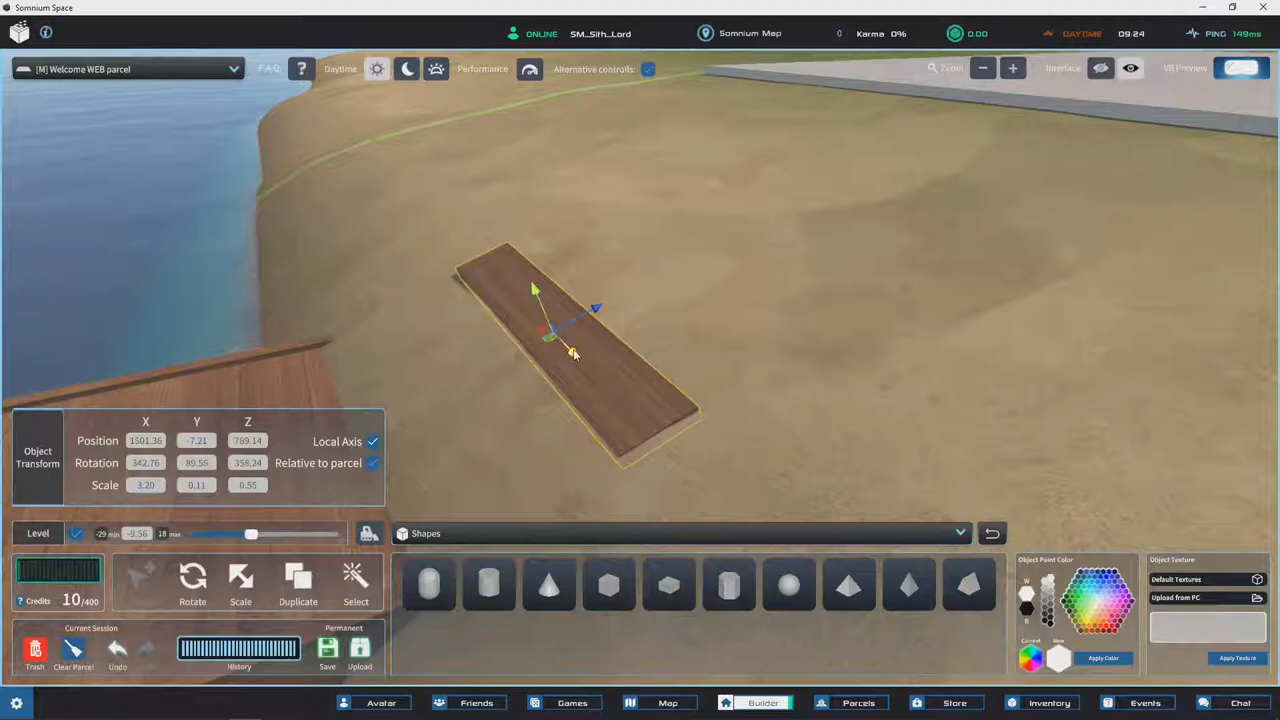 Somnium Space
ONLINE SM_Sith_Lord Somnium Map 0 Karma 0% 0.00 DAYTIME 09:24 PING 149ms
[M] Welcome WEB parcel F.A.Q. ? Daytime Performance Alternative controlls: Zoom Interface VR Preview
X Y Z
Position 1501.36 -7.21 789.14 Local Axis
Object Transform
Rotation 342.76 89.56 358.24 Relative to parcel
Scale 3.20 0.11 0.55
Level -29 min -9.56 18 max Shapes
Object Paint Color Object Texture
W Default Textures
? Credits 10/400 Rotate Scale Duplicate Select Upload from PC
B
Current Session Permanent
Current New
Trash Clear Parcel Undo History Save Upload Apply Color Apply Texture
Avatar Friends Games Map Builder Parcels Store Inventory Events Chat